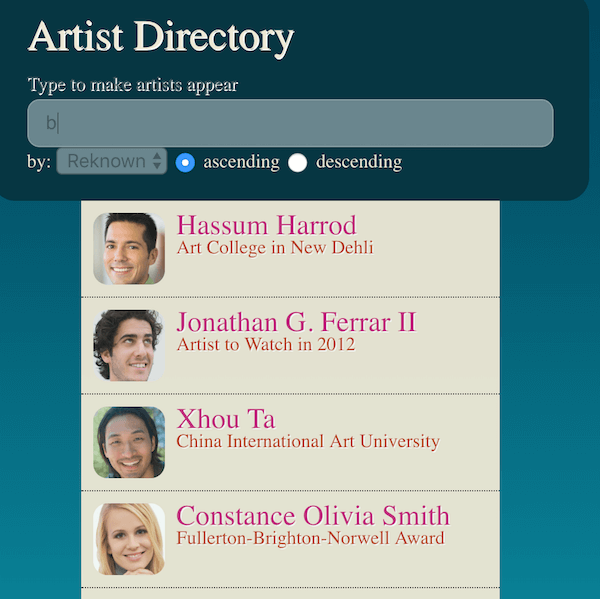 Artist Directory
Type to make artists appear
b
by: Reknown ascending descending
Hassum Harrod
Art College in New Dehli
Jonathan G. Ferrar II
Artist to Watch in 2012
Xhou Ta
China International Art University
Constance Olivia Smith
Fullerton-Brighton-Norwell Award